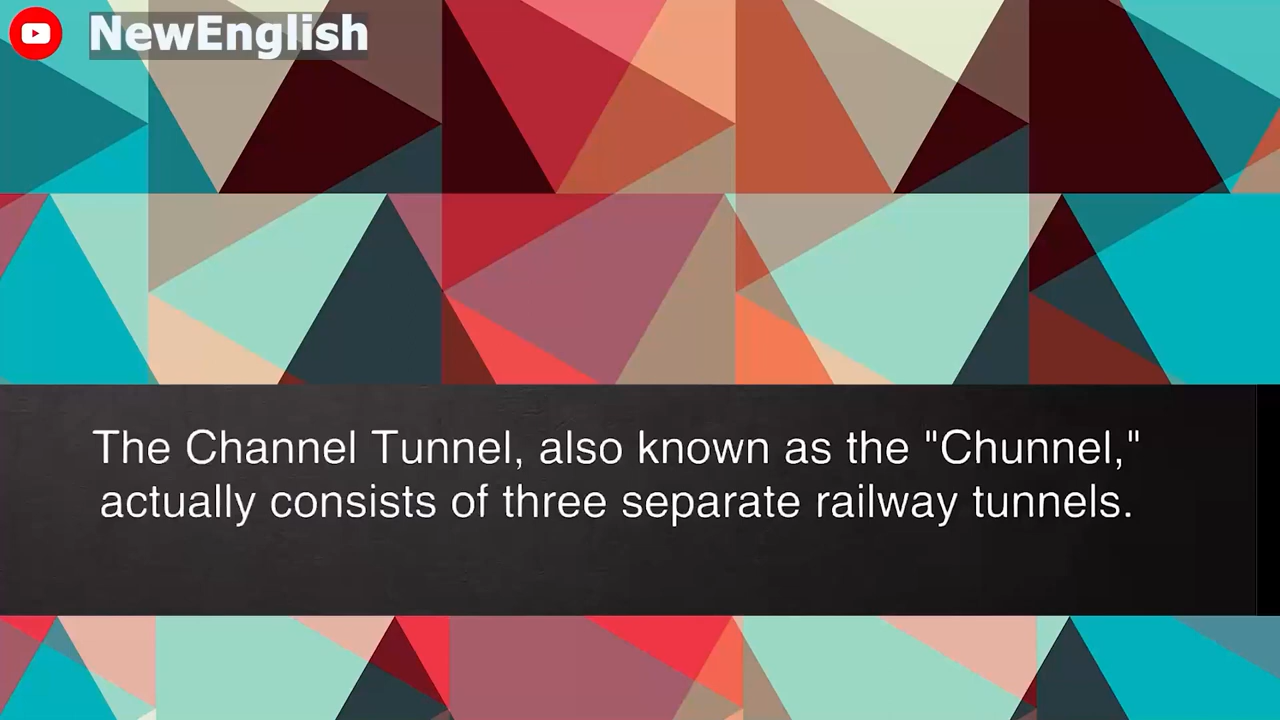 NewEnglish
The Channel Tunnel, also known as the "Chunnel,"
actually consists of three separate railway tunnels.